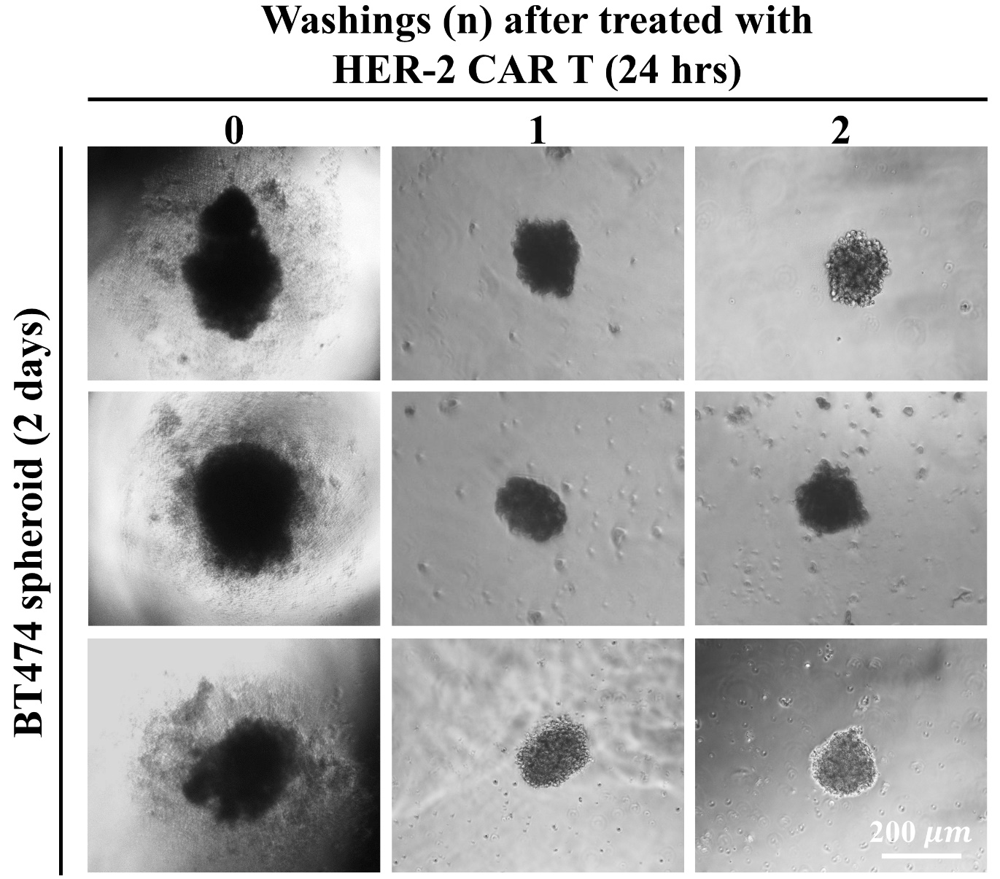 Washings (n) after treated with
HER-2 CAR T (24 hrs)
0 1 2
BT474 spheroid (2 days)
200 μm